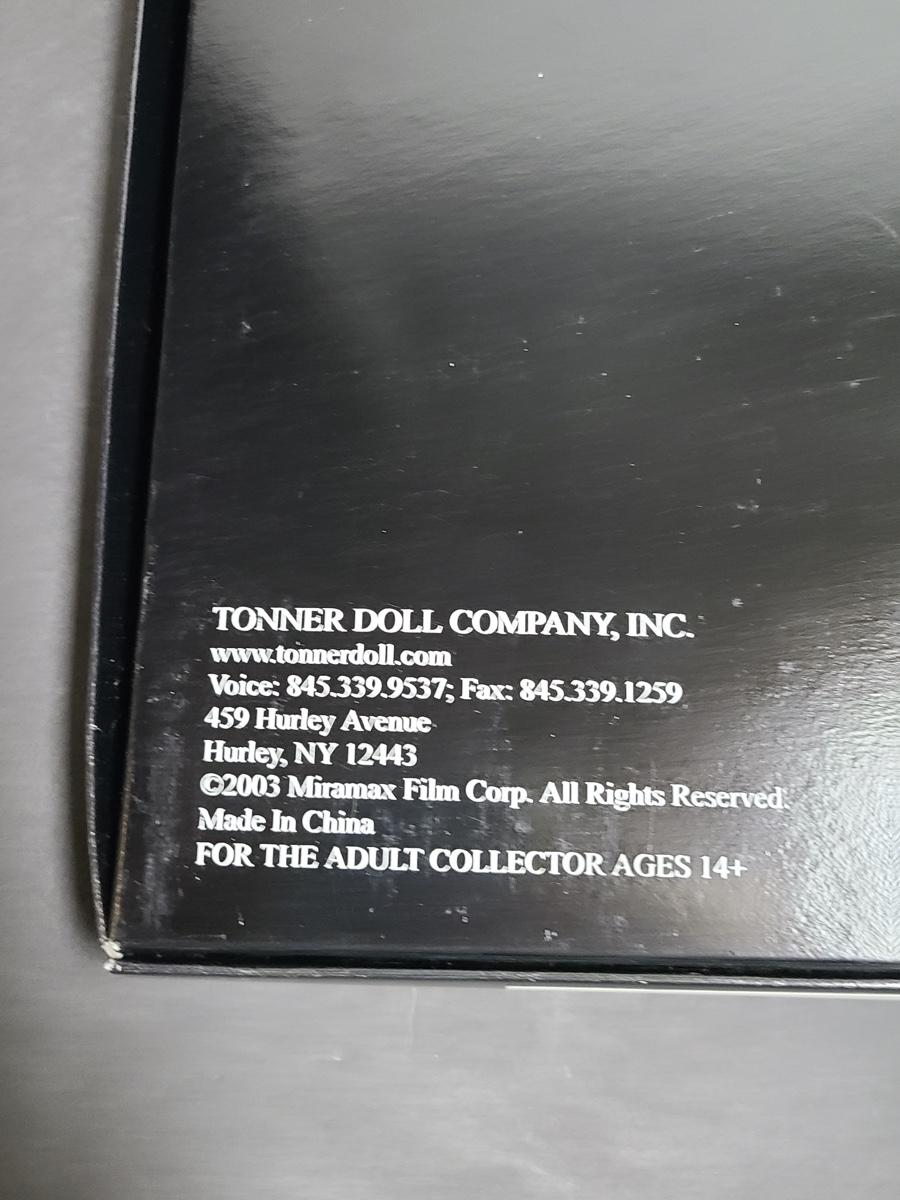 TONNER DOLL COMPANY, INC.
www.tonnerdoll.com
Voice: 845.339.9537; Fax: 845.339.1259
459 Hurley Avenue
Hurley, NY 12443
©2003 Miramax Film Corp. All Rights Reserved.
Made In China
FOR THE ADULT COLLECTOR AGES 14+